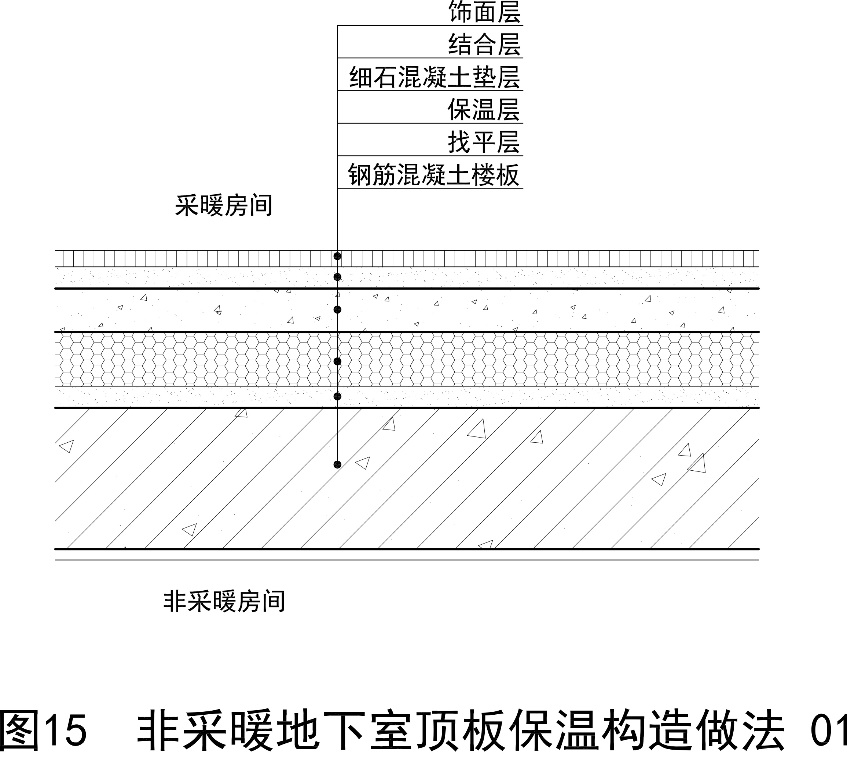 饰面层
结合层
细石混凝土垫层
保温层
找平层
钢筋混凝土楼板
采暖房间
非采暖房间
图15 非采暖地下室顶板保温构造做法 01